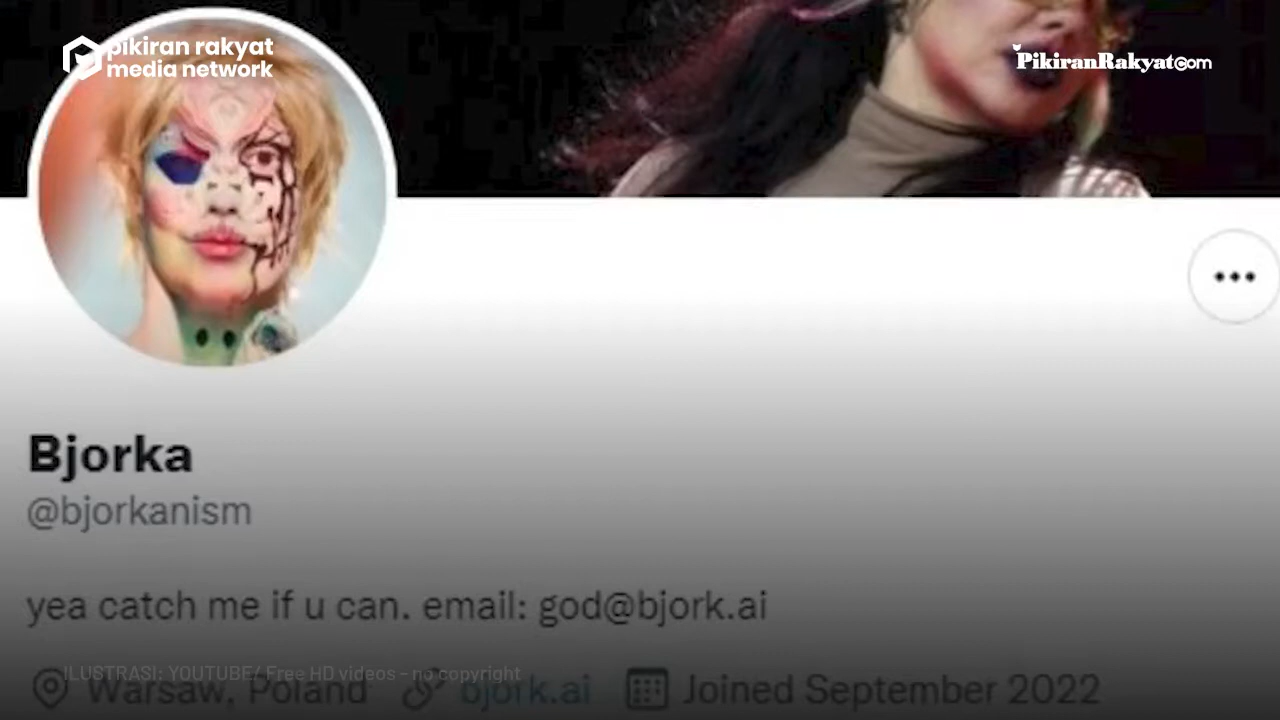 pikiran rakyat
media network
PikiranRakyat.com
Bjorka
@bjorkanism
yea catch me if u can. email: god@bjork.ai
ILUSTRASI: YOUTUBE/ Free HD videos – no copyright
Warsaw, Poland bjork.ai Joined September 2022